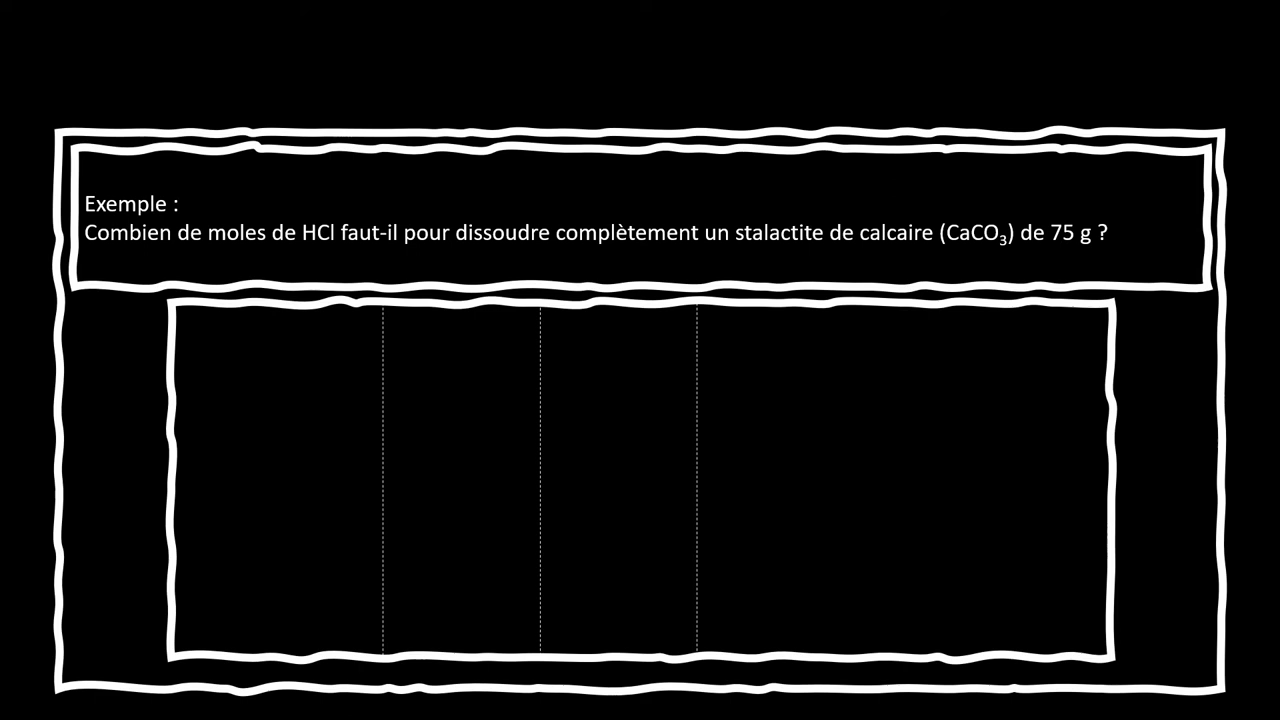 Exemple :
Combien de moles de HCl faut-il pour dissoudre complètement un stalactite de calcaire (CaCO₃) de 75 g ?